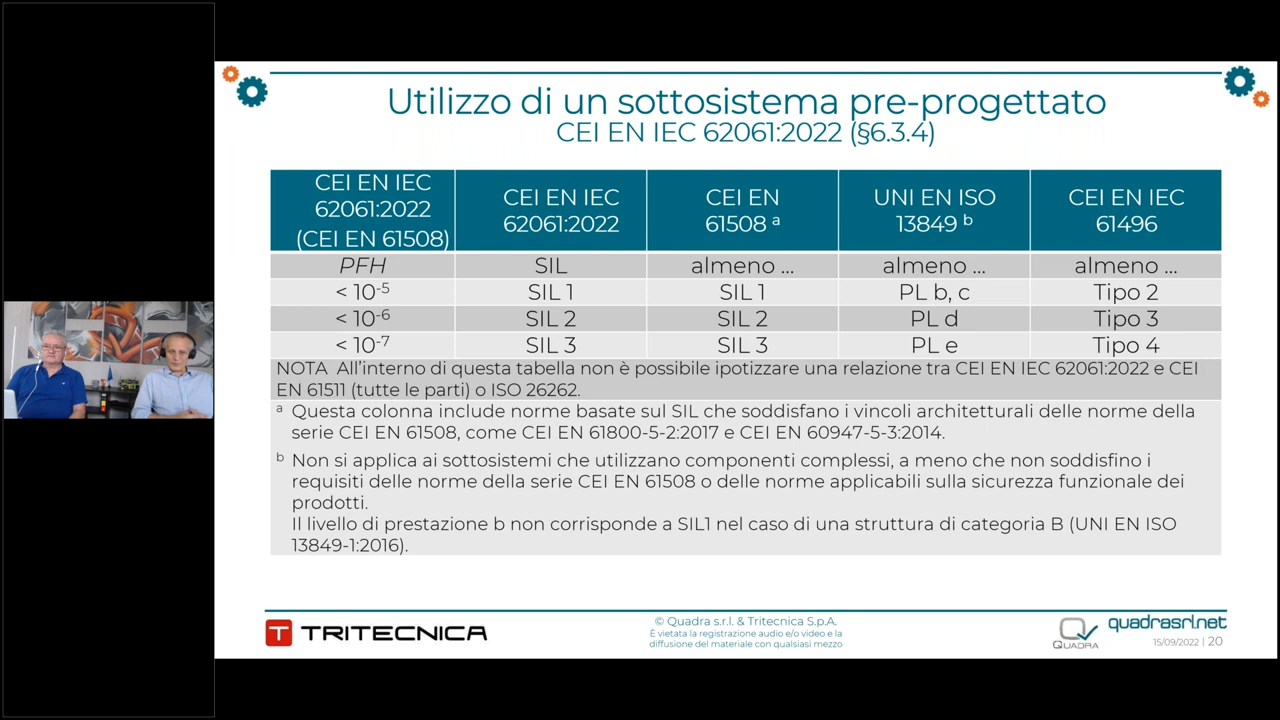 Utilizzo di un sottosistema pre-progettato
CEI EN IEC 62061:2022 (§6.3.4)
CEI EN IEC 62061:2022 (CEI EN 61508)
CEI EN IEC 62061:2022
CEI EN 61508 a
UNI EN ISO 13849 b
CEI EN IEC 61496
PFH SIL almeno ... almeno ... almeno ...
< 10-5 SIL 1 SIL 1 PL b, c Tipo 2
< 10-6 SIL 2 SIL 2 PL d Tipo 3
< 10-7 SIL 3 SIL 3 PL e Tipo 4
NOTA All'interno di questa tabella non è possibile ipotizzare una relazione tra CEI EN IEC 62061:2022 e CEI
EN 61511 (tutte le parti) o ISO 26262.
a Questa colonna include norme basate sul SIL che soddisfano i vincoli architetturali delle norme della
serie CEI EN 61508, come CEI EN 61800-5-2:2017 e CEI EN 60947-5-3:2014.
b Non si applica ai sottosistemi che utilizzano componenti complessi, a meno che non soddisfino i
requisiti delle norme della serie CEI EN 61508 o delle norme applicabili sulla sicurezza funzionale dei
prodotti.
Il livello di prestazione b non corrisponde a SIL1 nel caso di una struttura di categoria B (UNI EN ISO
13849-1:2016).
TRITECNICA
© Quadra s.r.l. & Tritecnica S.p.A.
È vietata la registrazione audio e/o video e la
diffusione del materiale con qualsiasi mezzo
QUADRA
quadrasrl.net
15/09/2022 | 20